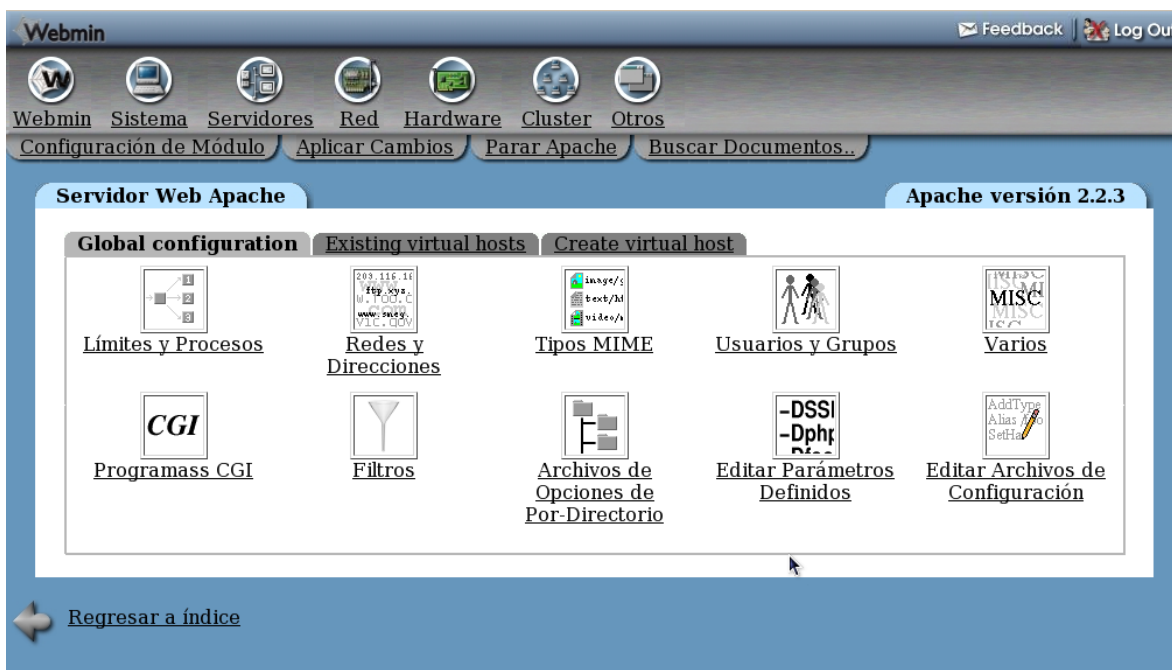 Webmin
Feedback
Log Ou
Webmin Sistema Servidores Red Hardware Cluster Otros
Configuración de Módulo Aplicar Cambios Parar Apache Buscar Documentos..
Servidor Web Apache
Apache versión 2.2.3
Global configuration Existing virtual hosts Create virtual host
Límites y Procesos
Redes y
Direcciones
Tipos MIME
Usuarios y Grupos
MISC
Varios
CGI
Programass CGI
Filtros
Archivos de
Opciones de
Por-Directorio
-DSSI
-Dphp
Editar Parámetros
Definidos
AddType
Alias
SetHa
Editar Archivos de
Configuración
Regresar a índice